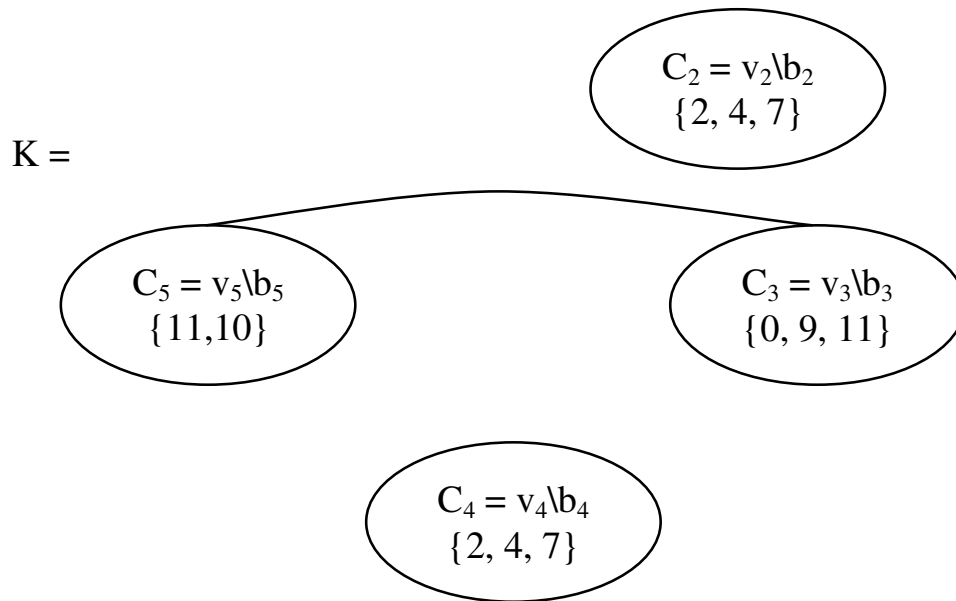 C₂ = v₂\b₂
{2, 4, 7}
K =
C₅ = v₅\b₅
{11,10}
C₃ = v₃\b₃
{0, 9, 11}
C₄ = v₄\b₄
{2, 4, 7}